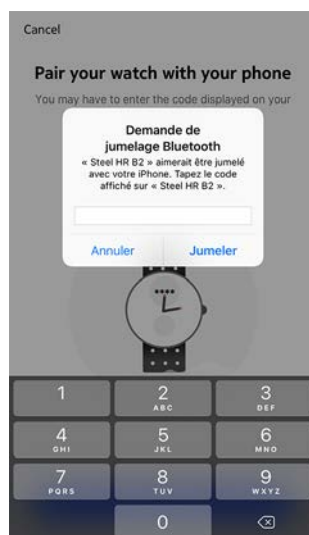 Cancel
Pair your watch with your phone
You may have to enter the code displayed on your
Demande de
jumelage Bluetooth
« Steel HR B2 » aimerait être jumelé
avec votre iPhone. Tapez le code
affiché sur « Steel HR B2 ».
Annuler Jumeler
1 2 3
ABC DEF
4 5 6
GHI JKL MNO
7 8 9
PQRS TUV WXYZ
0